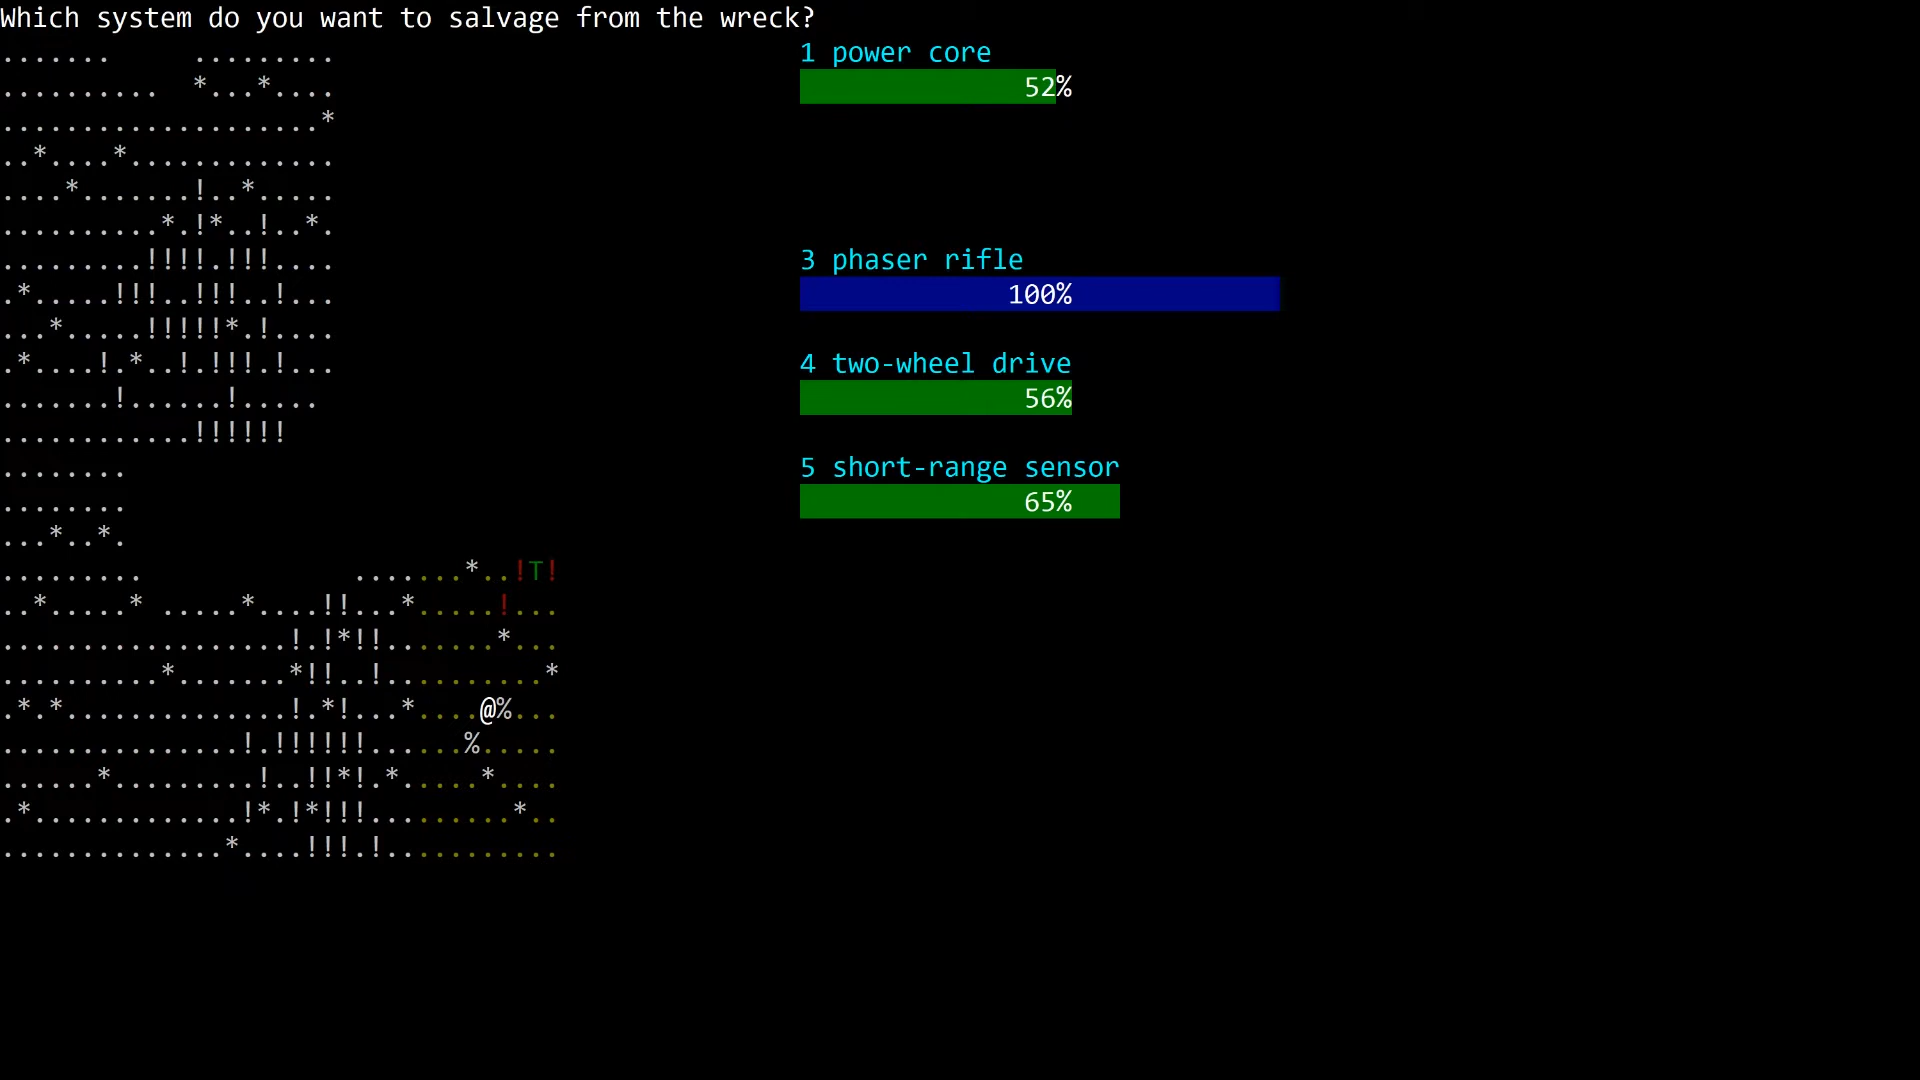 Which system do you want to salvage from the wreck?
1 power core
52%
3 phaser rifle
100%
4 two-wheel drive
56%
5 short-range sensor
65%